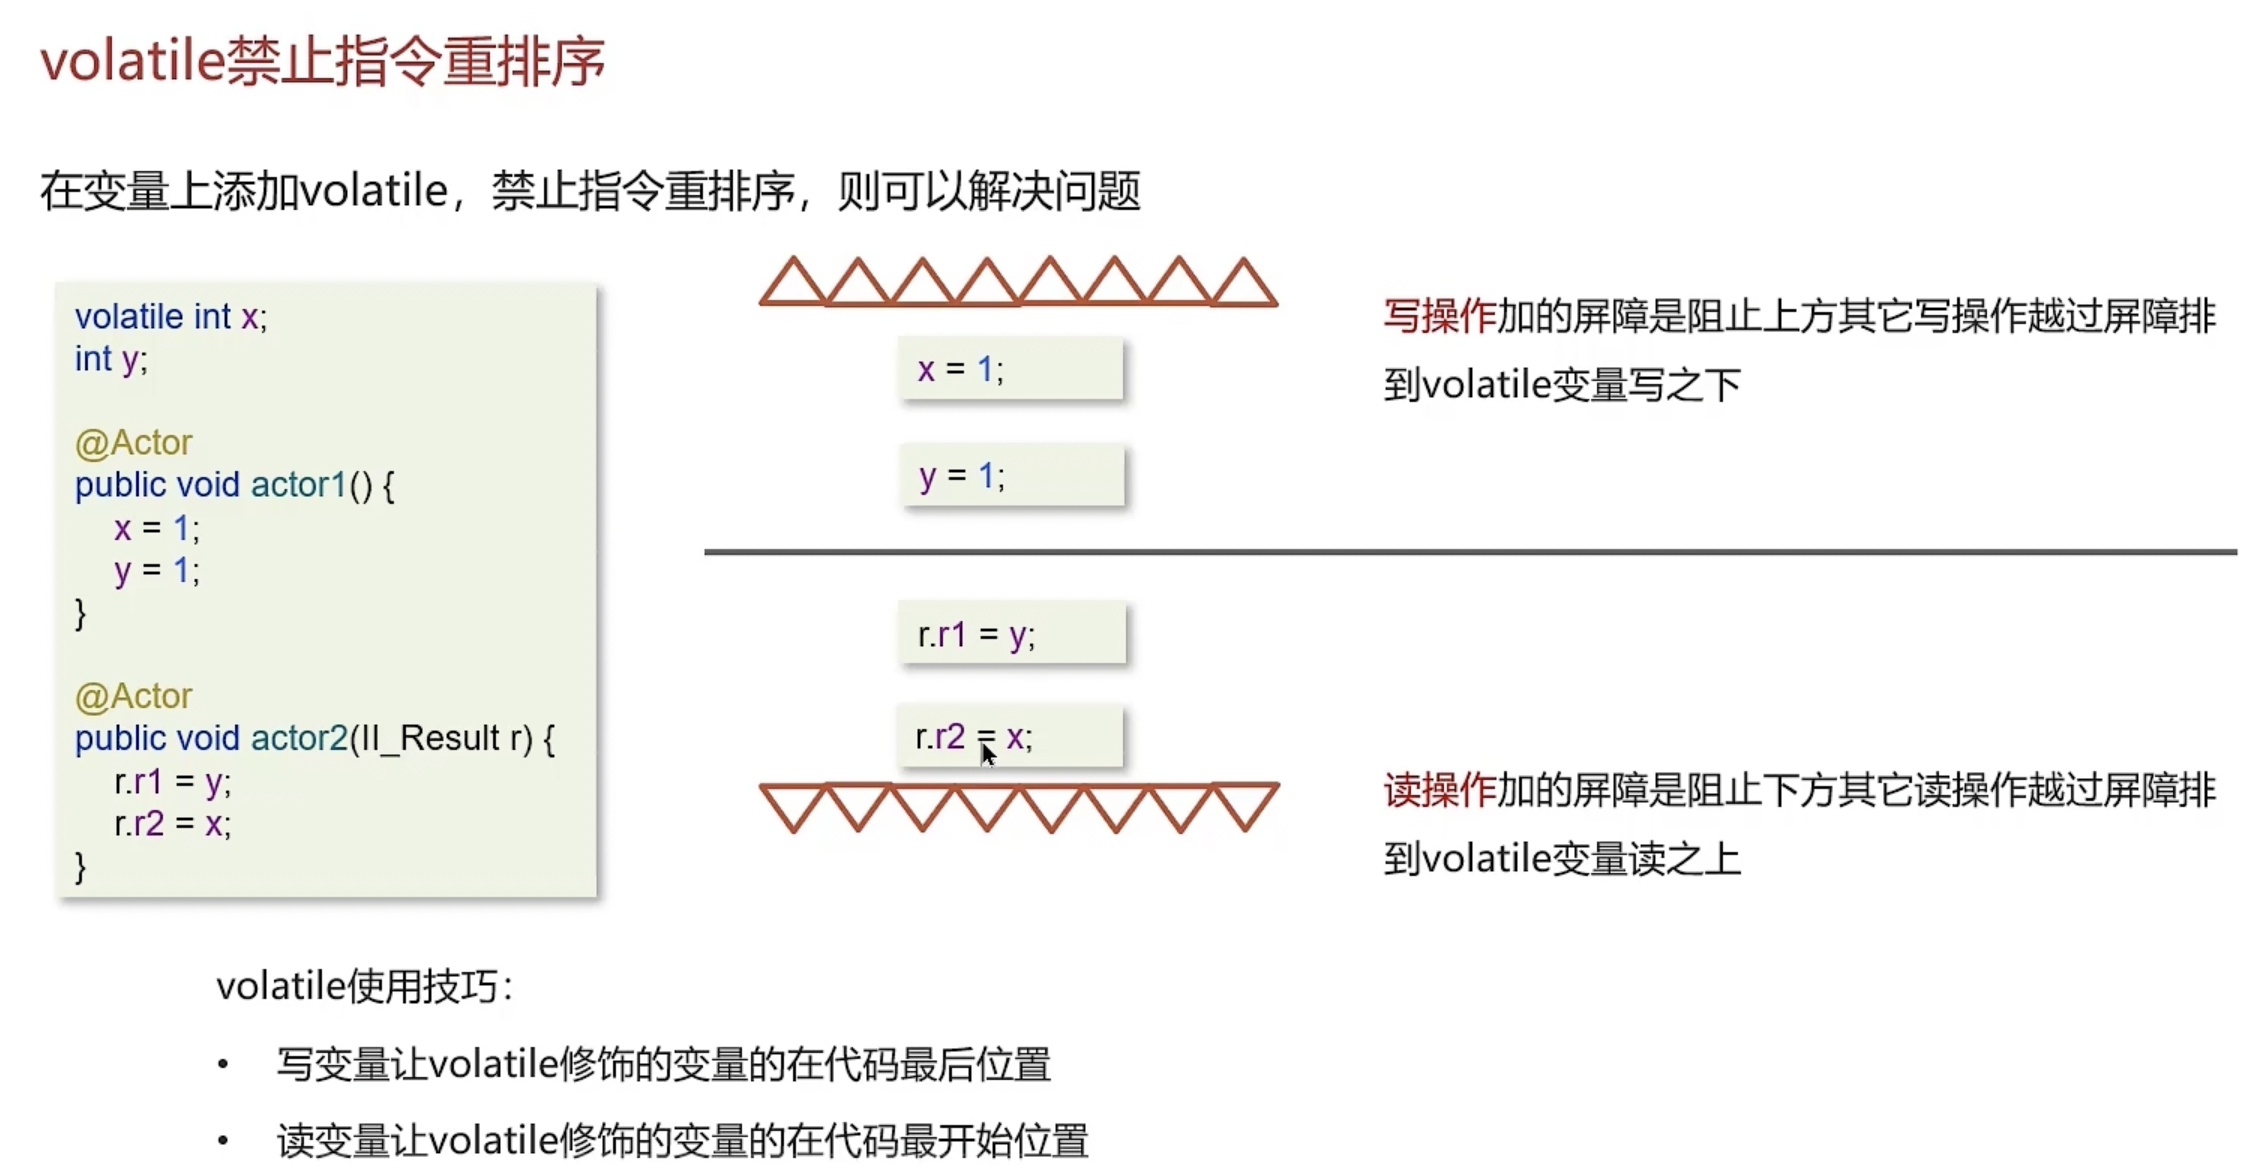 volatile禁止指令重排序
在变量上添加volatile，禁止指令重排序，则可以解决问题
volatile int x;
int y;
@Actor
public void actor1() {
x = 1;
y = 1;
}
@Actor
public void actor2(II_Result r) {
r.r1 = y;
r.r2 = x;
}
x = 1;
y = 1;
写操作加的屏障是阻止上方其它写操作越过屏障排
到volatile变量写之下
r.r1 = y;
r.r2 = x;
读操作加的屏障是阻止下方其它读操作越过屏障排
到volatile变量读之上
volatile使用技巧：
• 写变量让volatile修饰的变量的在代码最后位置
• 读变量让volatile修饰的变量的在代码最开始位置